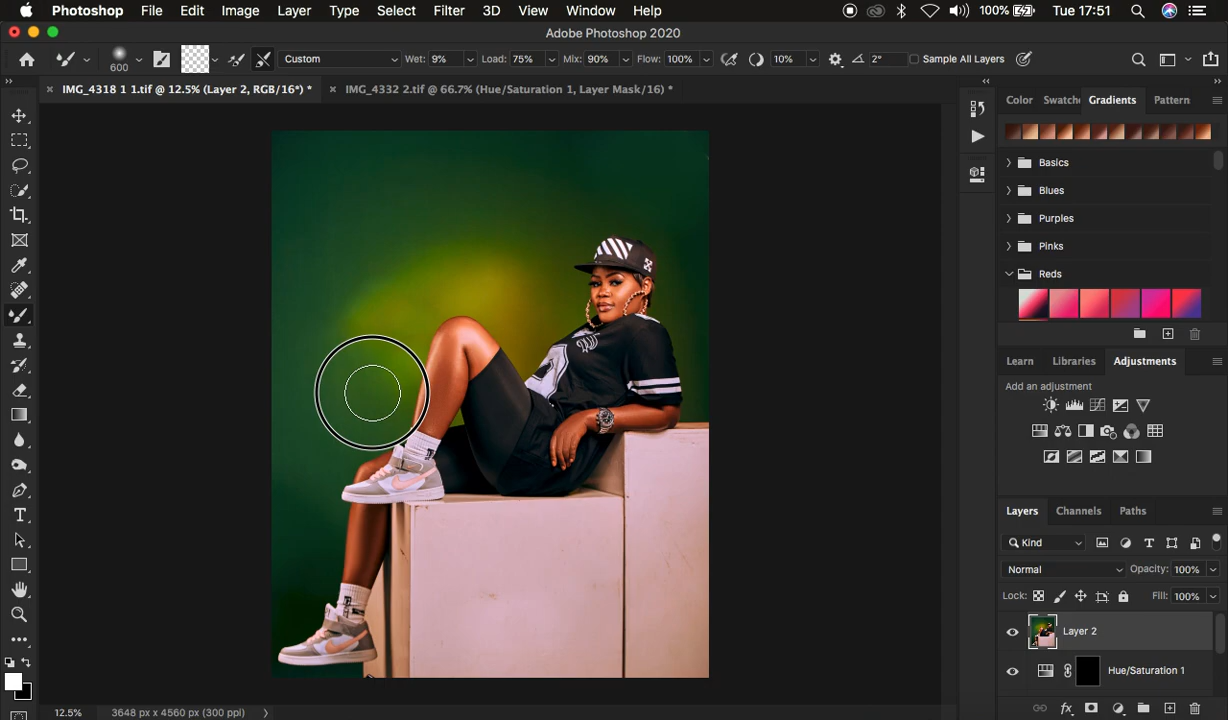 Photoshop File Edit Image Layer Type Select Filter 3D View Window Help 100% Tue 17:51
Adobe Photoshop 2020
600 Custom Wet: 9% Load: 75% Mix: 90% Flow: 100% 10% 2° Sample All Layers
× IMG_4318 1 1.tif @ 12.5% (Layer 2, RGB/16*) * × IMG_4332 2.tif @ 66.7% (Hue/Saturation 1, Layer Mask/16) *
Color Swatche Gradients Pattern
Basics
Blues
Purples
Pinks
Reds
Learn Libraries Adjustments
Add an adjustment
Layers Channels Paths
Kind
Normal Opacity: 100%
Lock: Fill: 100%
Layer 2
Hue/Saturation 1
12.5% 3648 px x 4560 px (300 ppi)